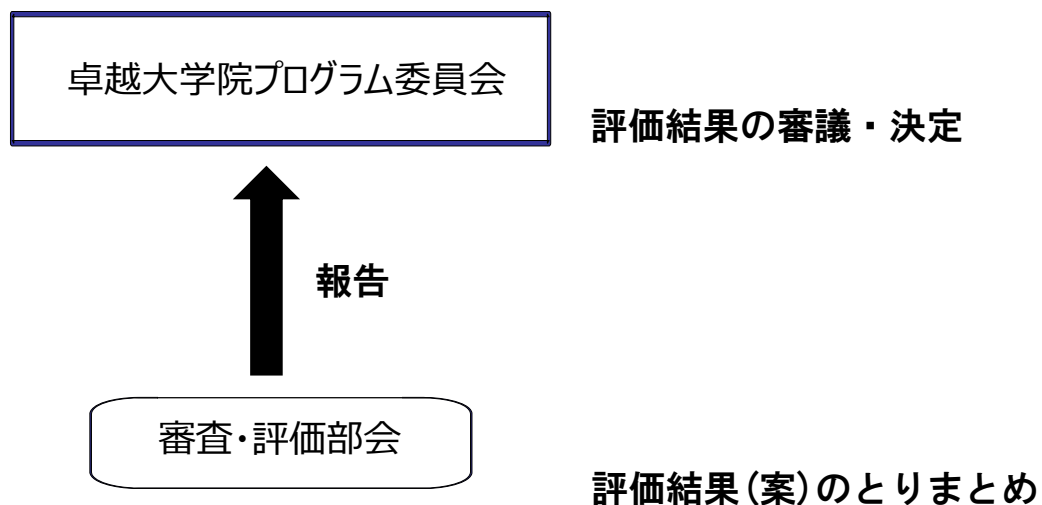 卓越大学院プログラム委員会
評価結果の審議・決定
報告
審査・評価部会
評価結果(案)のとりまとめ